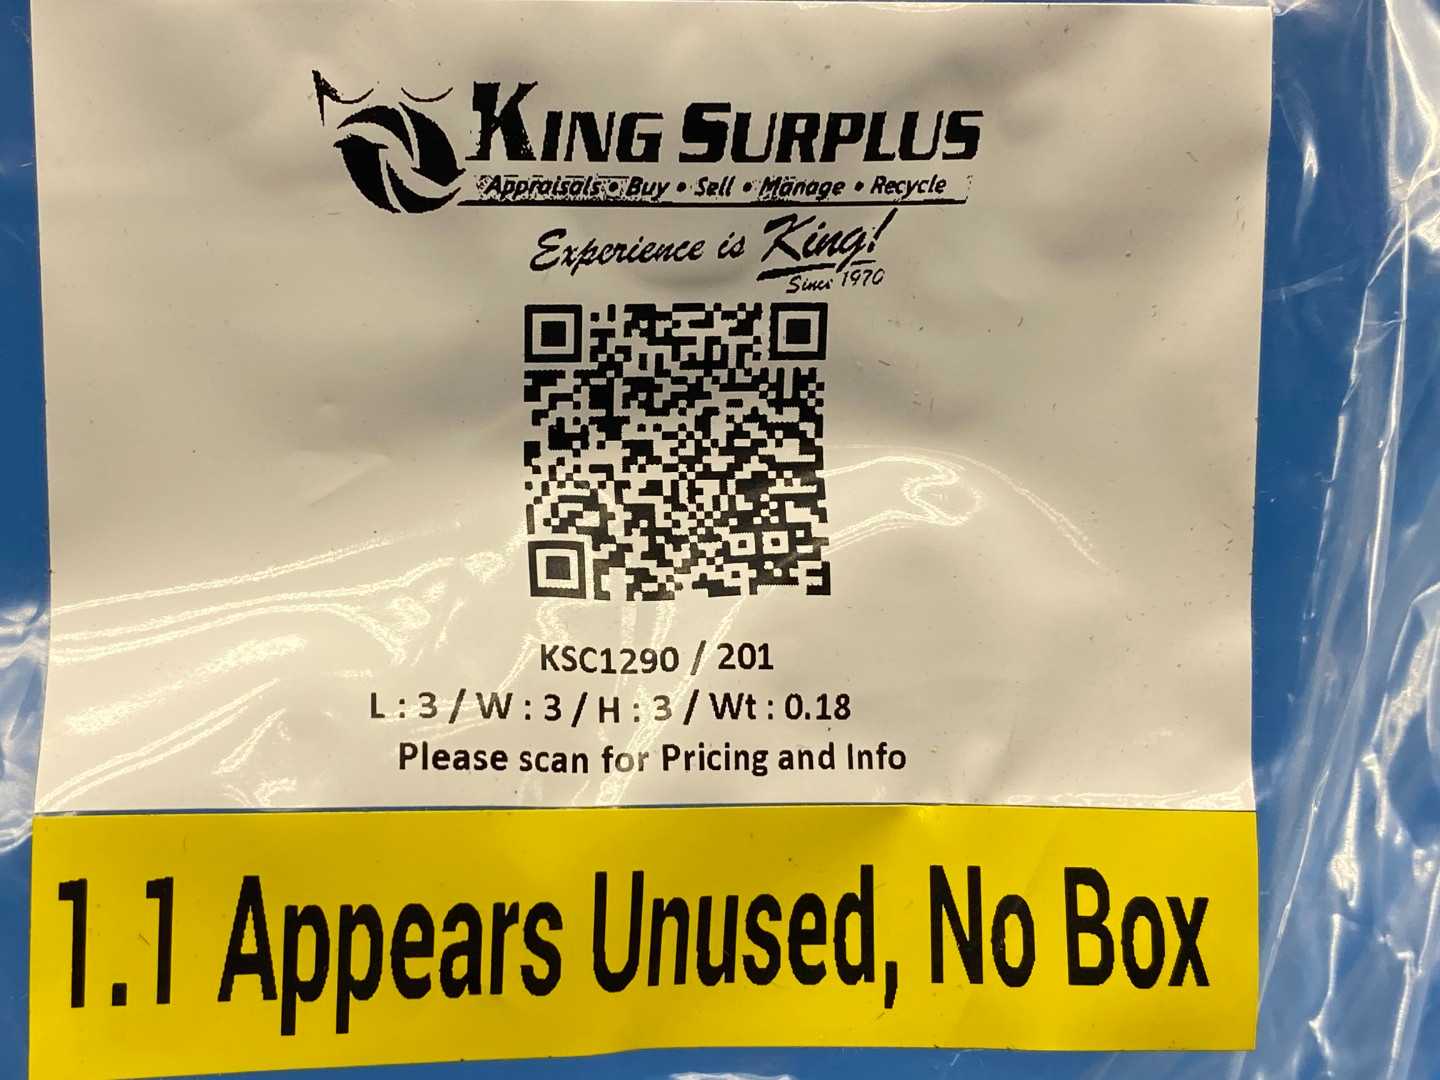 KING SURPLUS
Appraisals • Buy • Sell • Manage • Recycle
Experience is King!
Since 1970
KSC1290 / 201
L : 3 / W : 3 / H : 3 / Wt : 0.18
Please scan for Pricing and Info
1.1 Appears Unused, No Box